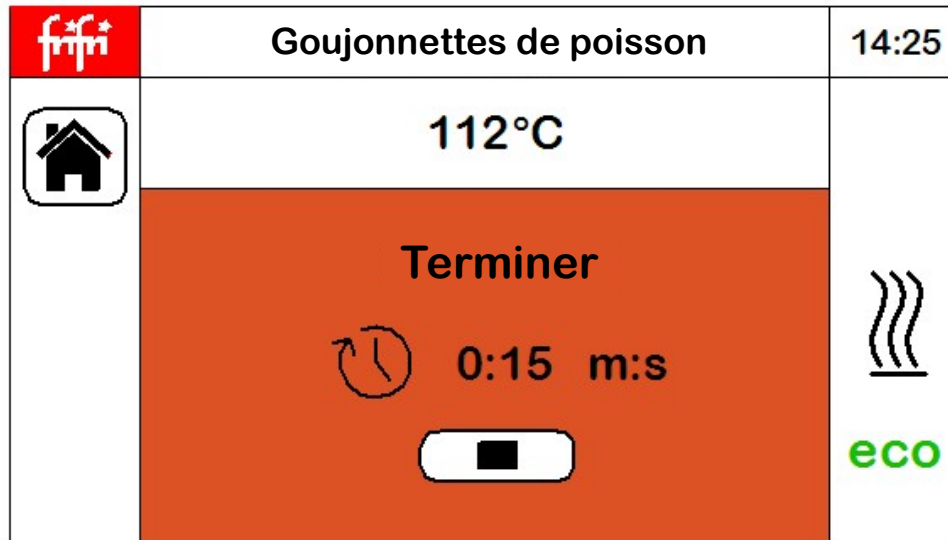 frifri
Goujonnettes de poisson
14:25
112°C
Terminer
0:15 m:s
eco